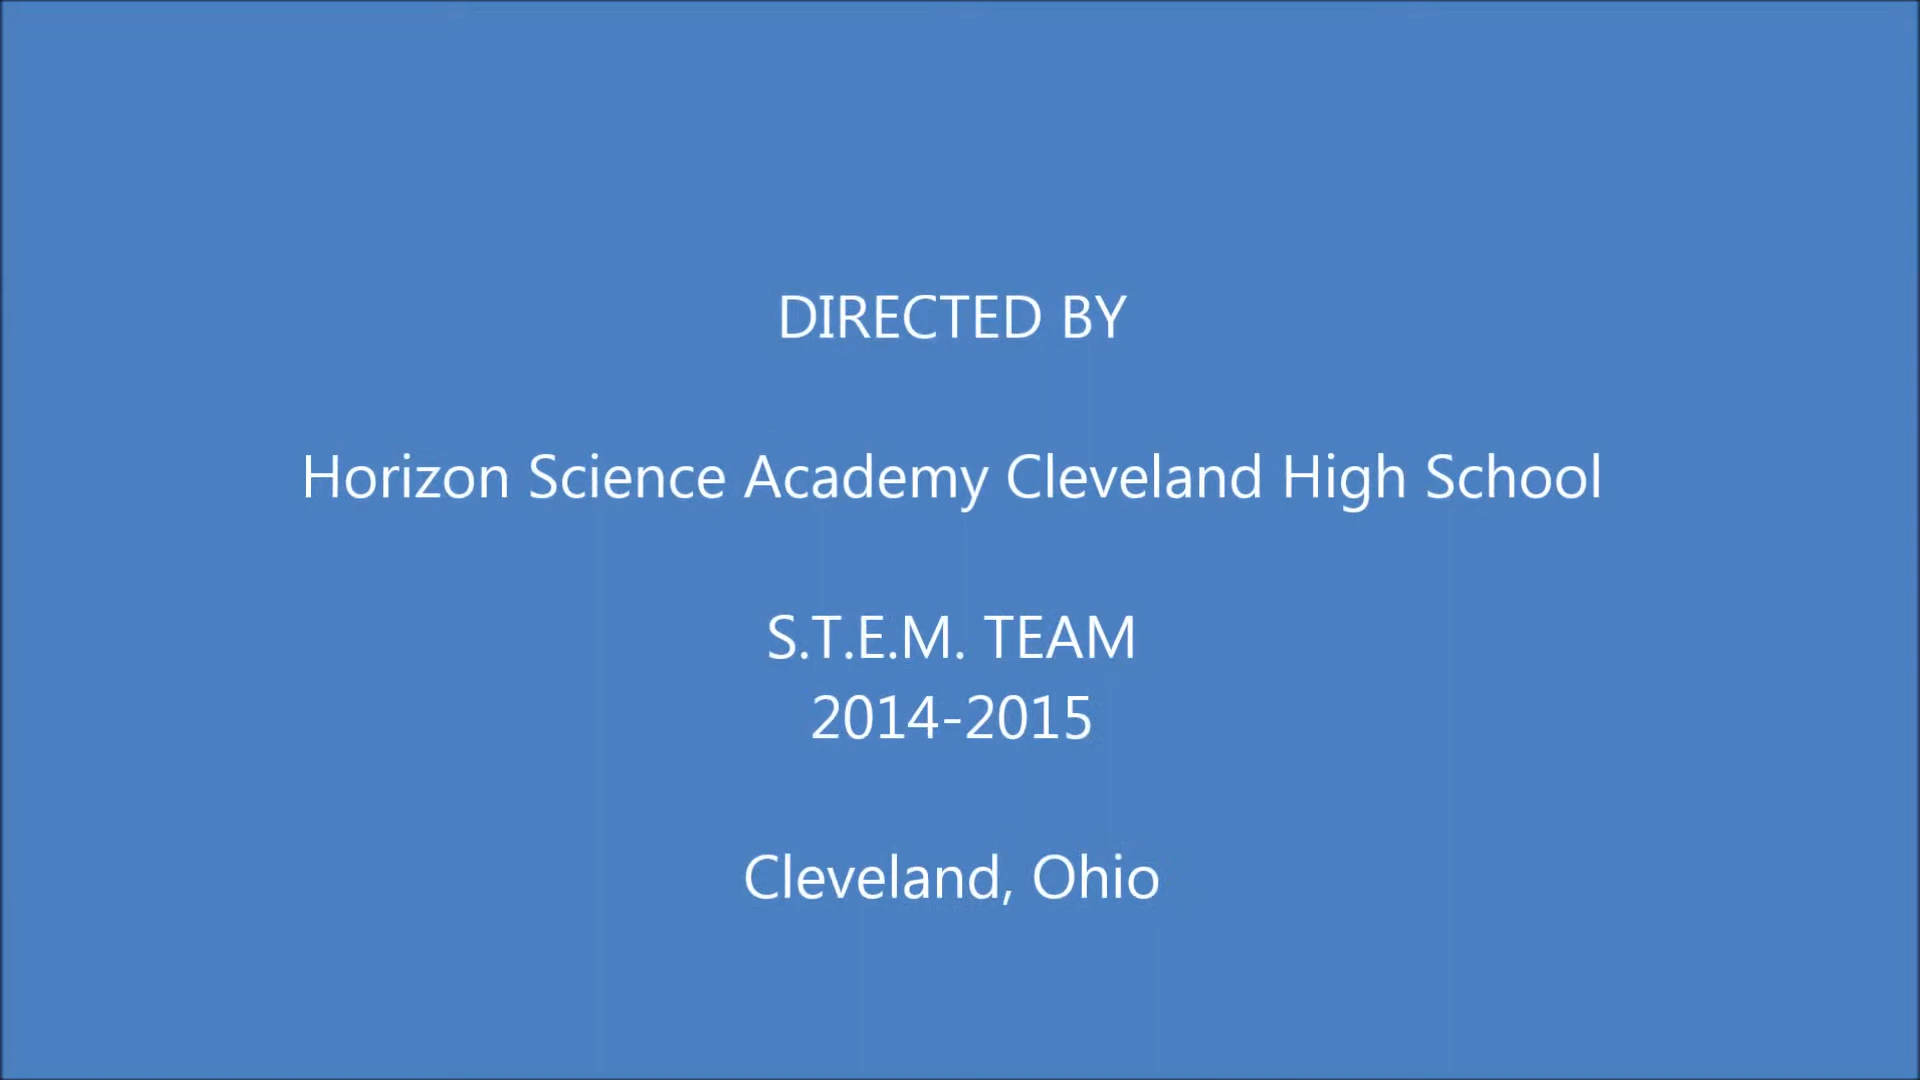 DIRECTED BY
Horizon Science Academy Cleveland High School
S.T.E.M. TEAM
2014-2015
Cleveland, Ohio